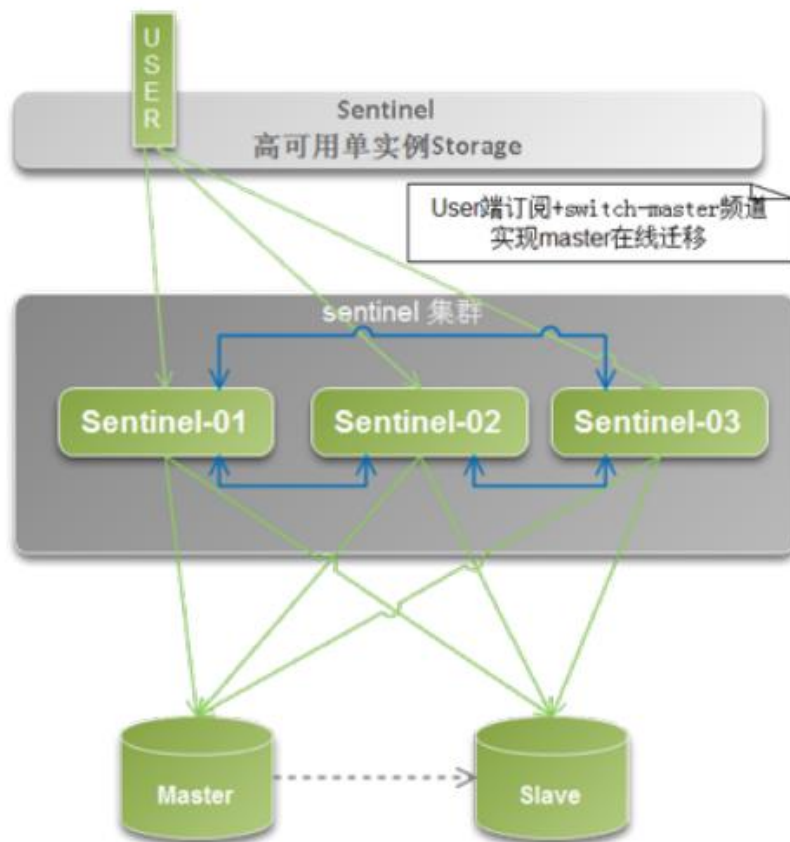 USER
Sentinel
高可用单实例Storage
User端订阅+switch-master频道
实现master在线迁移
sentinel 集群
Sentinel-01
Sentinel-02
Sentinel-03
Master
Slave